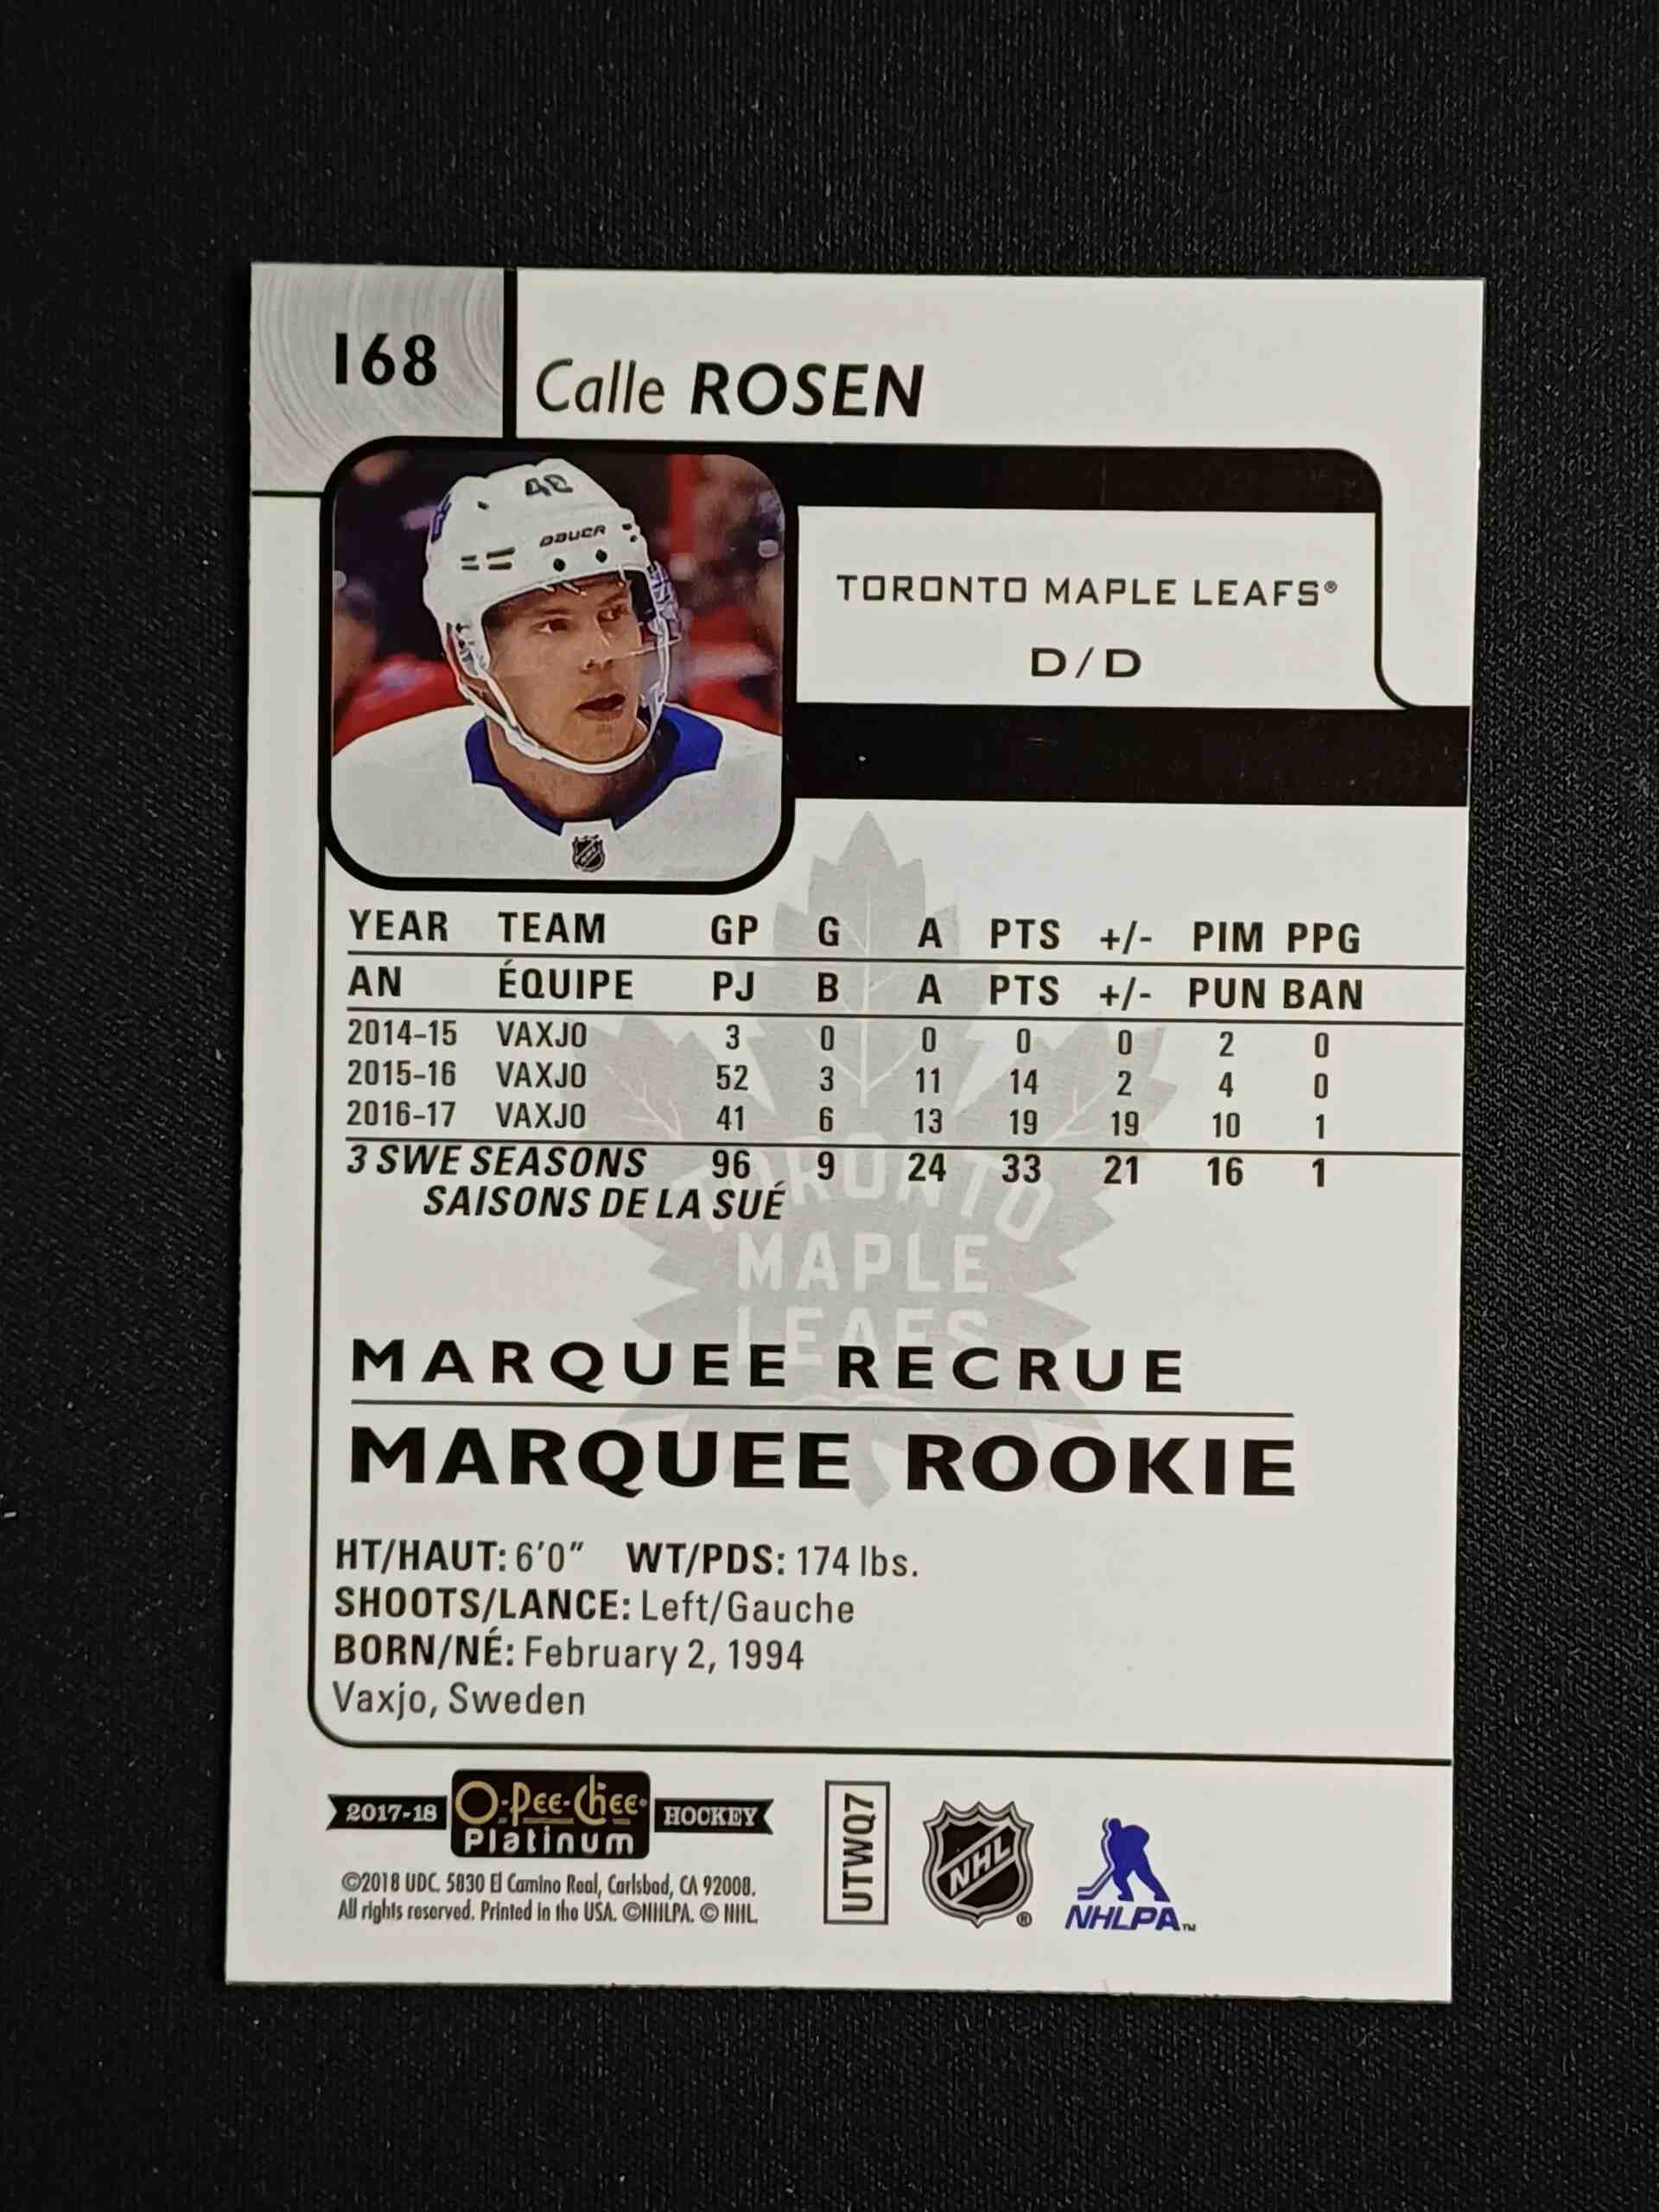 168
Calle ROSEN
48
BAUER
TORONTO MAPLE LEAFS®
D/D
YEAR TEAM GP G A PTS +/- PIM PPG
AN ÉQUIPE PJ B A PTS +/- PUN BAN
2014-15 VAXJO 3 0 0 0 0 2 0
2015-16 VAXJO 52 3 11 14 2 4 0
2016-17 VAXJO 41 6 13 19 19 10 1
3 SWE SEASONS 96 9 24 33 21 16 1
SAISONS DE LA SUÉ
TORONTO
MAPLE
LEAFS
MARQUEE RECRUE
MARQUEE ROOKIE
HT/HAUT: 6'0" WT/PDS: 174 lbs.
SHOOTS/LANCE: Left/Gauche
BORN/NÉ: February 2, 1994
Vaxjo, Sweden
2017-18 O-Pee-Chee HOCKEY
Platinum
©2018 UDC. 5830 El Camino Real, Carlsbad, CA 92008.
All rights reserved. Printed in the USA. ©NHLPA. © NHL.
UTWQ7
NHL ®
NHLPA™